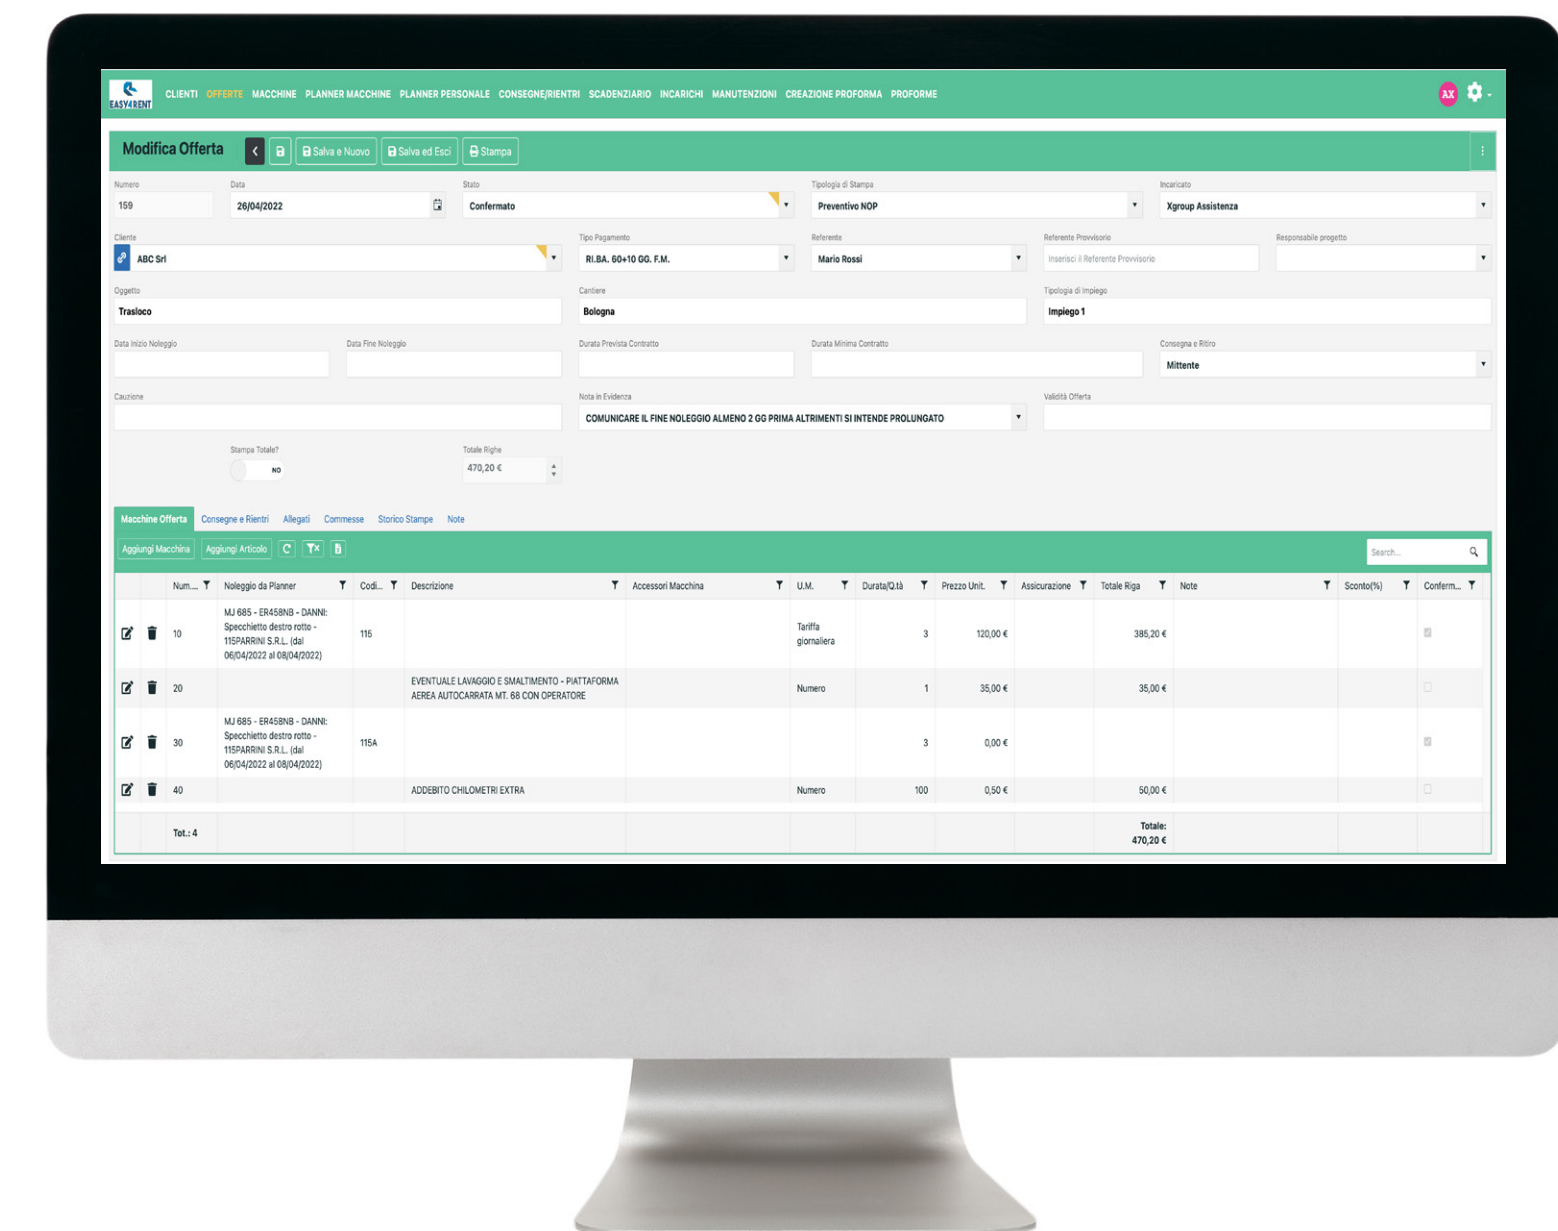 EASY4RENT
CLIENTI OFFERTE MACCHINE PLANNER MACCHINE PLANNER PERSONALE CONSEGNE/RIENTRI SCADENZIARIO INCARICHI MANUTENZIONI CREAZIONE PROFORMA PROFORME AX
Modifica Offerta Salva e Nuovo Salva ed Esci Stampa
Numero Data Stato Tipologia di Stampa Incaricato
159 26/04/2022 Confermato Preventivo NOP Xgroup Assistenza
Cliente Tipo Pagamento Referente Referente Provvisorio Responsabile progetto
ABC Srl RI.BA. 60+10 GG. F.M. Mario Rossi Inserisci il Referente Provvisorio
Oggetto Cantiere Tipologia di Impiego
Trasloco Bologna Impiego 1
Data Inizio Noleggio Data Fine Noleggio Durata Prevista Contratto Durata Minima Contratto Consegna e Ritiro
Mittente
Cauzione Nota in Evidenza Validità Offerta
COMUNICARE IL FINE NOLEGGIO ALMENO 2 GG PRIMA ALTRIMENTI SI INTENDE PROLUNGATO
Stampa Totale? Totale Righe
NO 470,20 €
Macchine Offerta Consegne e Rientri Allegati Commesse Storico Stampe Note
Aggiungi Macchina Aggiungi Articolo Search...
Num.... Noleggio da Planner Codi... Descrizione Accessori Macchina U.M. Durata/Q.tà Prezzo Unit. Assicurazione Totale Riga Note Sconto(%) Conferm...
MJ 685 - ER458NB - DANNI:
Specchietto destro rotto - Tariffa
10 115PARRINI S.R.L. (dal 115 giornaliera 3 120,00 € 385,20 €
06/04/2022 al 08/04/2022)
EVENTUALE LAVAGGIO E SMALTIMENTO - PIATTAFORMA
20 AEREA AUTOCARRATA MT. 68 CON OPERATORE Numero 1 35,00 € 35,00 €
MJ 685 - ER458NB - DANNI:
Specchietto destro rotto -
30 115PARRINI S.R.L. (dal 115A 3 0,00 €
06/04/2022 al 08/04/2022)
40 ADDEBITO CHILOMETRI EXTRA Numero 100 0,50 € 50,00 €
Tot.: 4 Totale:
470,20 €